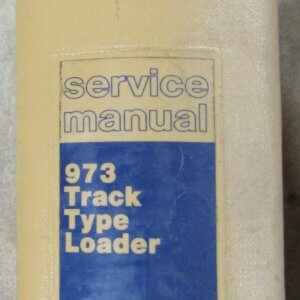 service
manual
973
Track
Type
Loader